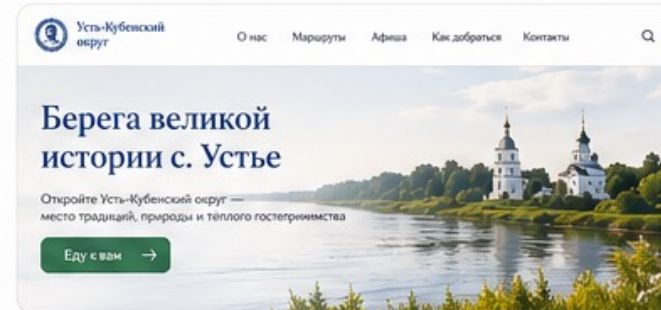 Усть-Кубенский
округ
О нас Маршруты Афиша Как добраться Контакты
Берега великой
истории с. Устье
Откройте Усть-Кубенский округ —
место традиций, природы и тёплого гостеприимства
Еду к вам →